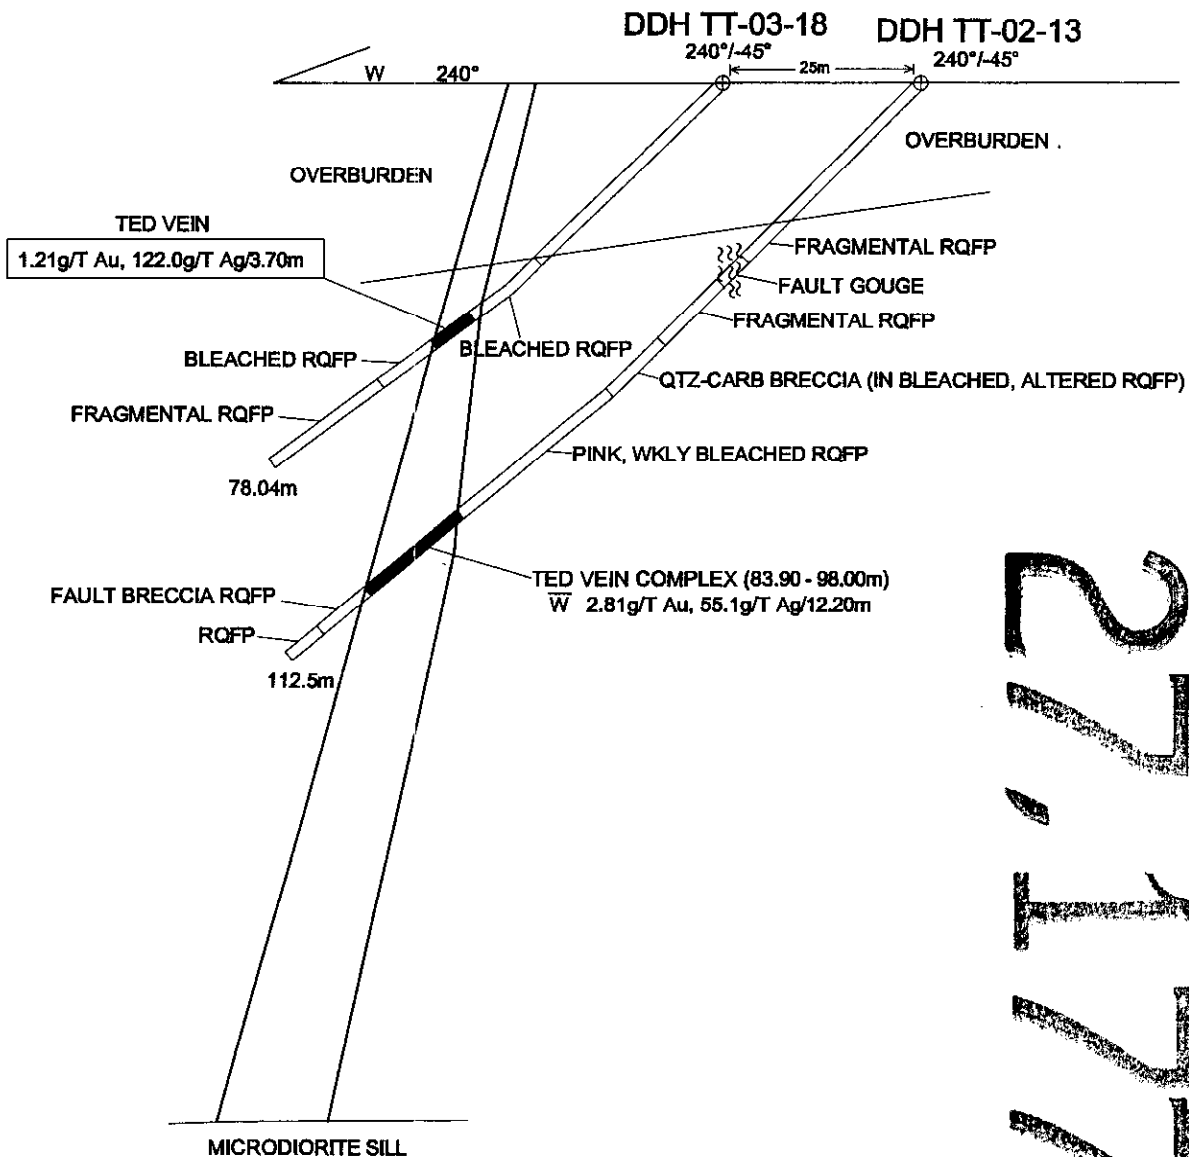 DDH TT-03-18
240°/-45°
DDH TT-02-13
240°/-45°
25m
W
240°
OVERBURDEN
OVERBURDEN .
TED VEIN
1.21g/T Au, 122.0g/T Ag/3.70m
FRAGMENTAL RQFP
FAULT GOUGE
FRAGMENTAL RQFP
BLEACHED RQFP
BLEACHED RQFP
QTZ-CARB BRECCIA (IN BLEACHED, ALTERED RQFP)
FRAGMENTAL RQFP
PINK, WKLY BLEACHED RQFP
78.04m
TED VEIN COMPLEX (83.90 - 98.00m)
W 2.81g/T Au, 55.1g/T Ag/12.20m
FAULT BRECCIA RQFP
RQFP
112.5m
MICRODIORITE SILL